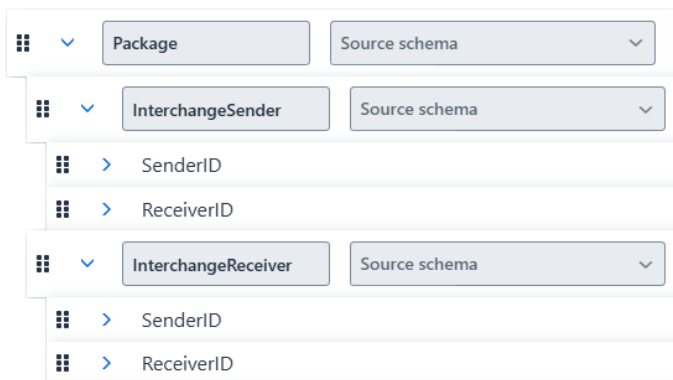 Package Source schema
InterchangeSender Source schema
SenderID
ReceiverID
InterchangeReceiver Source schema
SenderID
ReceiverID